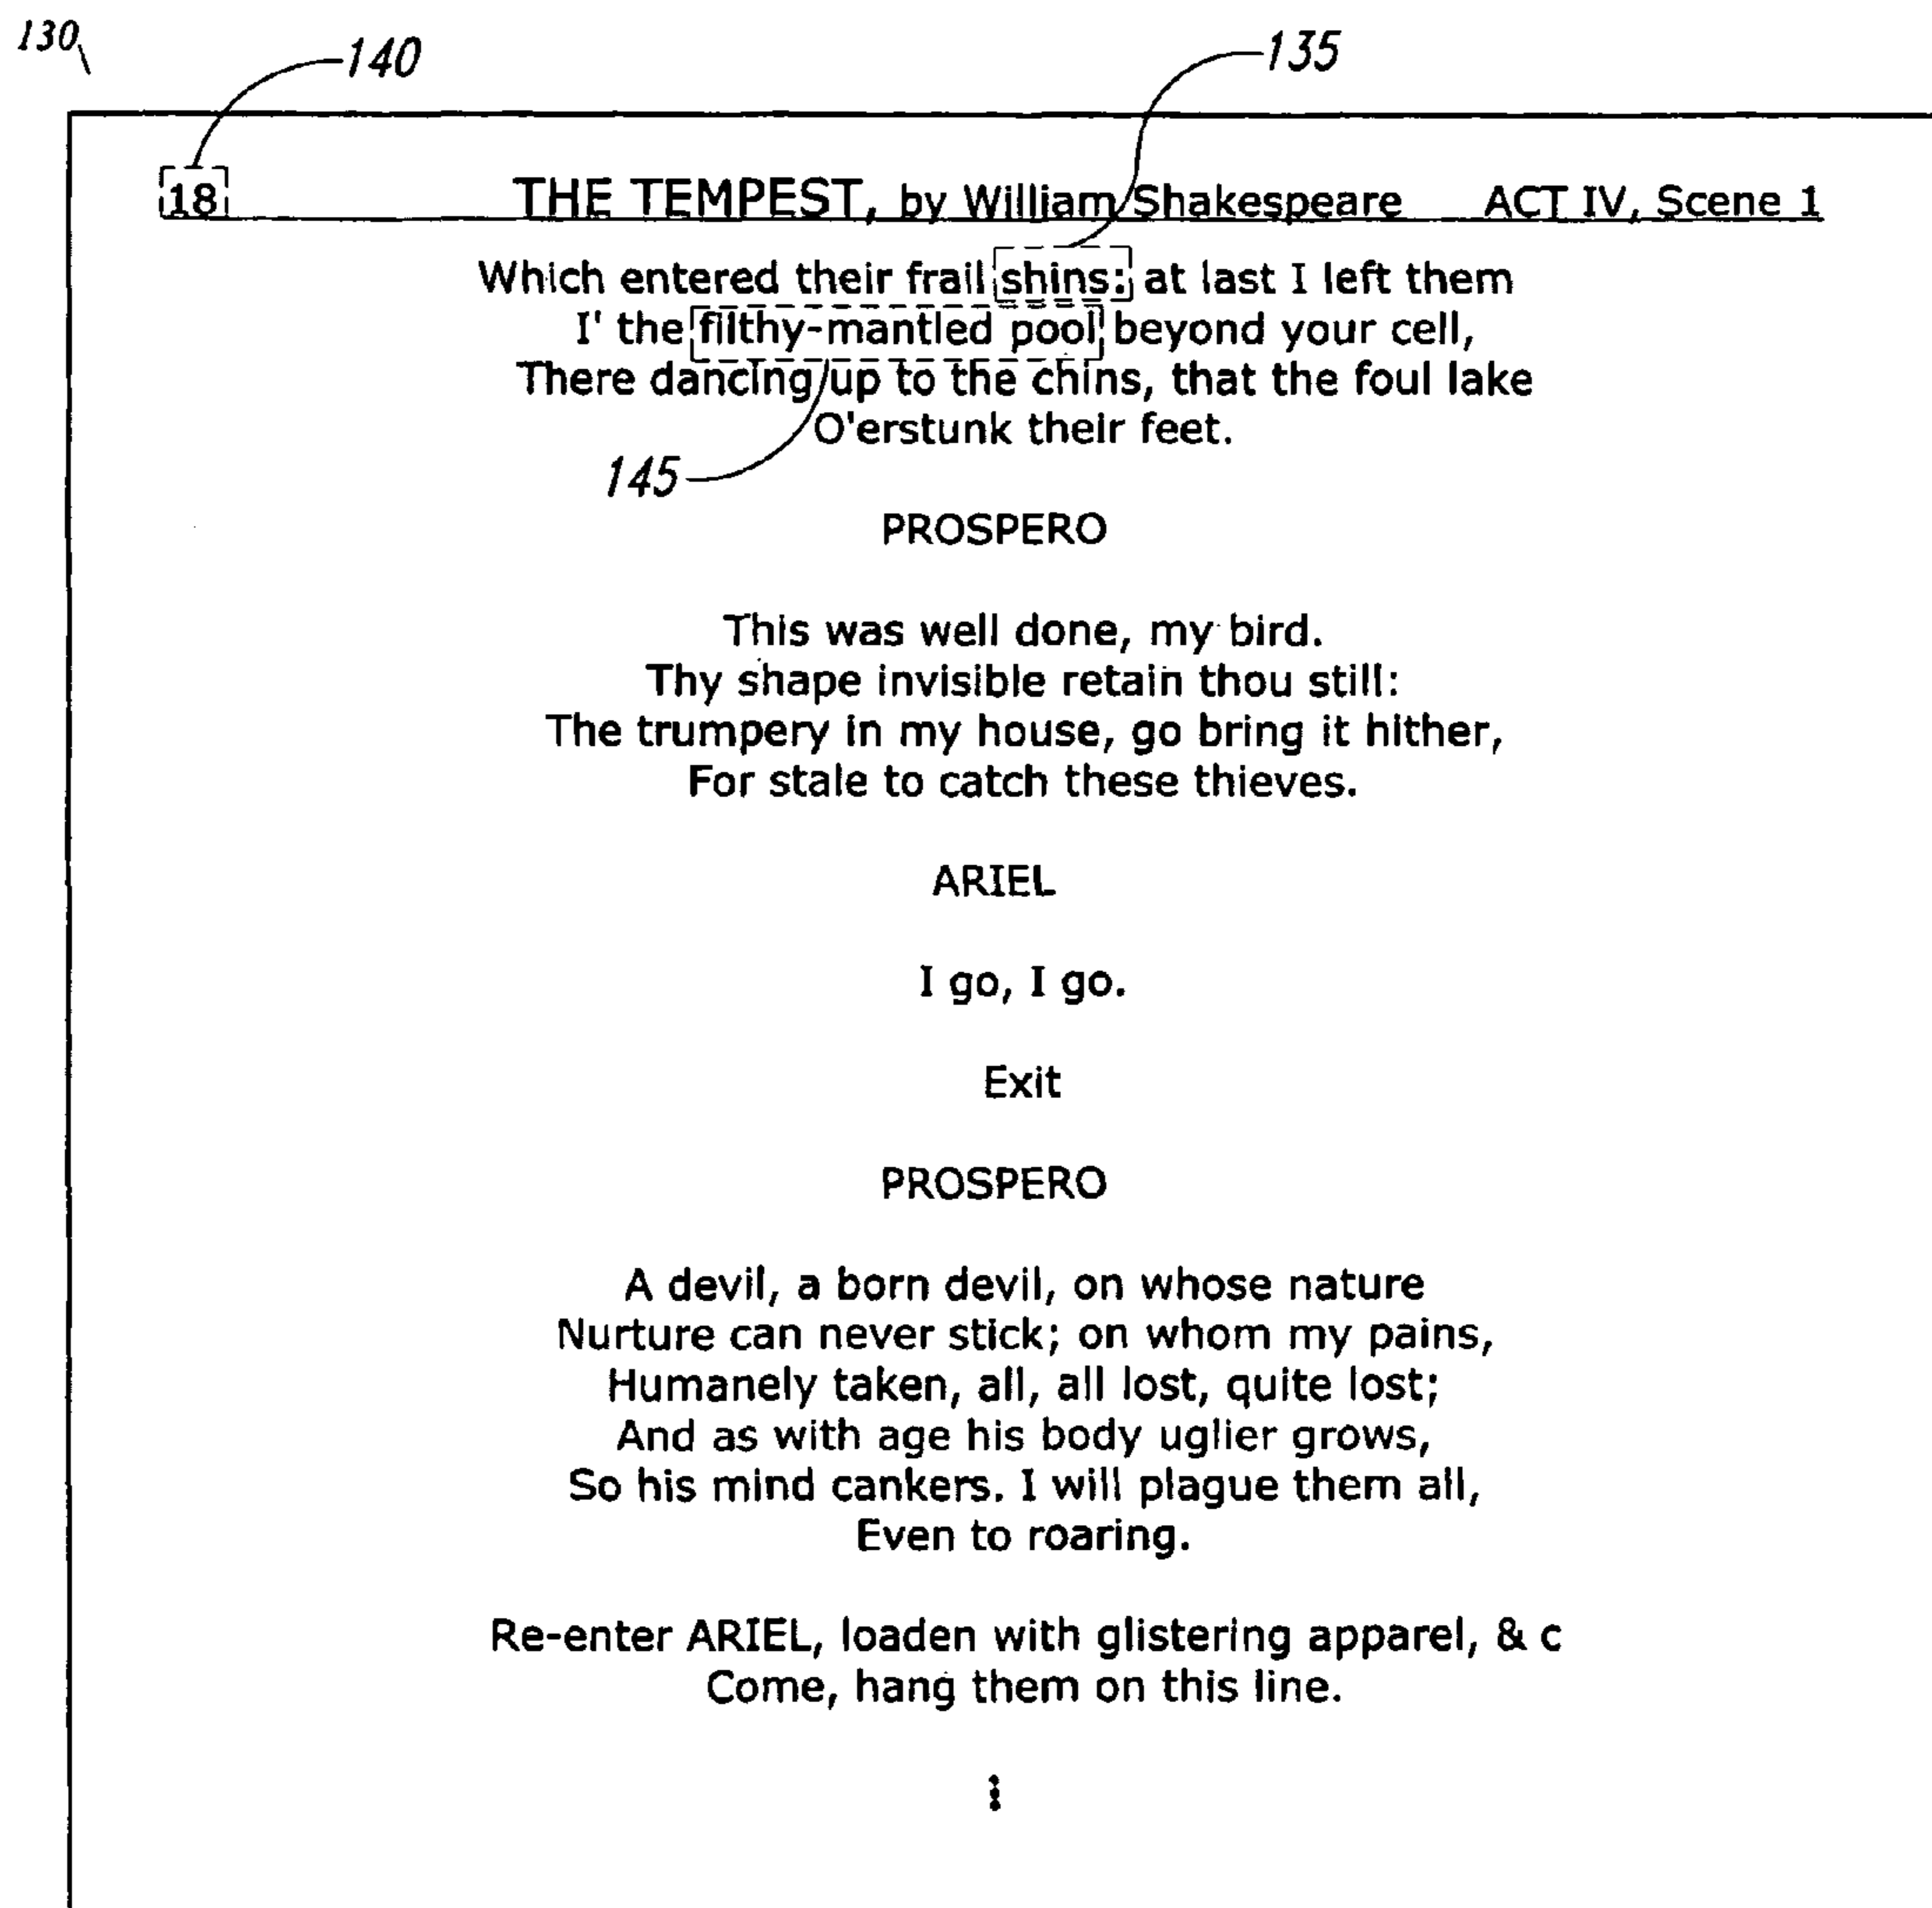 130
140
135
18 THE TEMPEST, by William Shakespeare ACT IV, Scene 1
Which entered their frail shins: at last I left them
I' the filthy-mantled pool beyond your cell,
There dancing up to the chins, that the foul lake
O'erstunk their feet.
145
PROSPERO
This was well done, my bird.
Thy shape invisible retain thou still:
The trumpery in my house, go bring it hither,
For stale to catch these thieves.
ARIEL
I go, I go.
Exit
PROSPERO
A devil, a born devil, on whose nature
Nurture can never stick; on whom my pains,
Humanely taken, all, all lost, quite lost;
And as with age his body uglier grows,
So his mind cankers. I will plague them all,
Even to roaring.
Re-enter ARIEL, loaden with glistering apparel, & c
Come, hang them on this line.